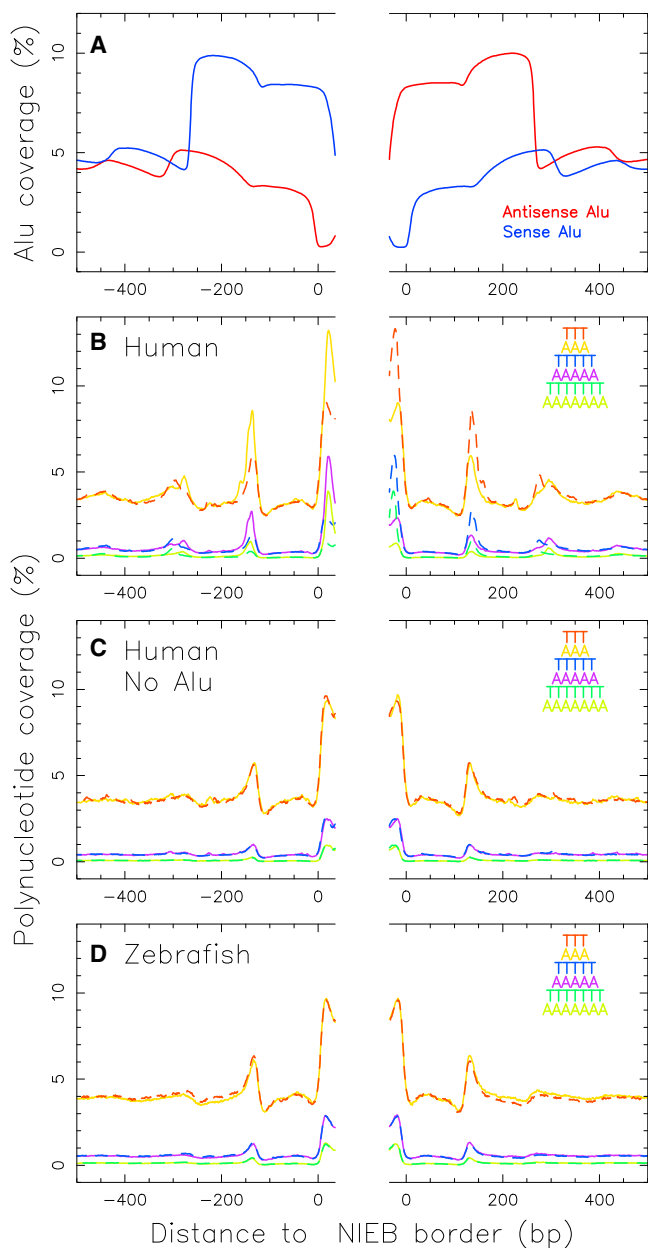 A
Alu coverage (%)
10
5
0
Antisense Alu
Sense Alu
−400
−200
0
0
200
400
B Human
TTT
AAA
TTTTT
AAAAA
TTTTTTT
AAAAAAA
10
5
0
−400
−200
0
0
200
400
Polynucleotide coverage (%)
C Human
No Alu
TTT
AAA
TTTTT
AAAAA
TTTTTTT
AAAAAAA
10
5
0
−400
−200
0
0
200
400
D Zebrafish
TTT
AAA
TTTTT
AAAAA
TTTTTTT
AAAAAAA
10
5
0
−400
−200
0
0
200
400
Distance to NIEB border (bp)